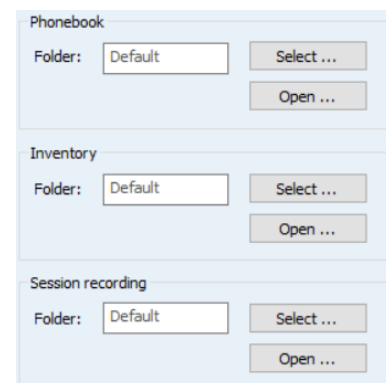 Phonebook
Folder: Default Select ...
Open ...
Inventory
Folder: Default Select ...
Open ...
Session recording
Folder: Default Select ...
Open ...